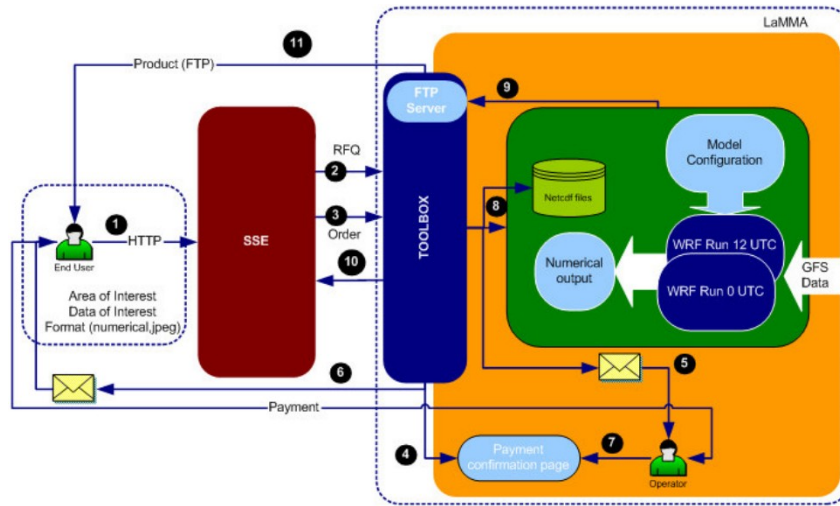 LaMMA
11
Product (FTP)
FTP
Server
9
Model
Configuration
RFQ
2
Netcdf files
1
HTTP
End User
SSE
3
Order
TOOLBOX
8
WRF Run 12 UTC
Numerical
output
GFS
Data
10
WRF Run 0 UTC
Area of Interest
Data of Interest
Format (numerical,jpeg)
6
5
Payment
4
Payment
confirmation page
7
Operator